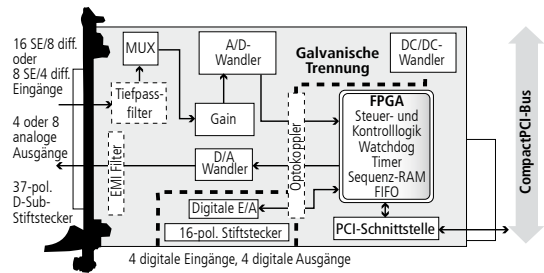 16 SE/8 diff.
oder
8 SE/4 diff.
Eingänge
4 oder 8
analoge
Ausgänge
37-pol.
D-Sub-
Stiftstecker
MUX
Tiefpass-
filter
EMI Filter
A/D-
Wandler
Gain
D/A
Wandler
Galvanische
Trennung
DC/DC-
Wandler
Optokoppler
FPGA
Steuer- und
Kontrolllogik
Watchdog
Timer
Sequenz-RAM
FIFO
Digitale E/A
16-pol. Stiftstecker
PCI-Schnittstelle
CompactPCI-Bus
4 digitale Eingänge, 4 digitale Ausgänge